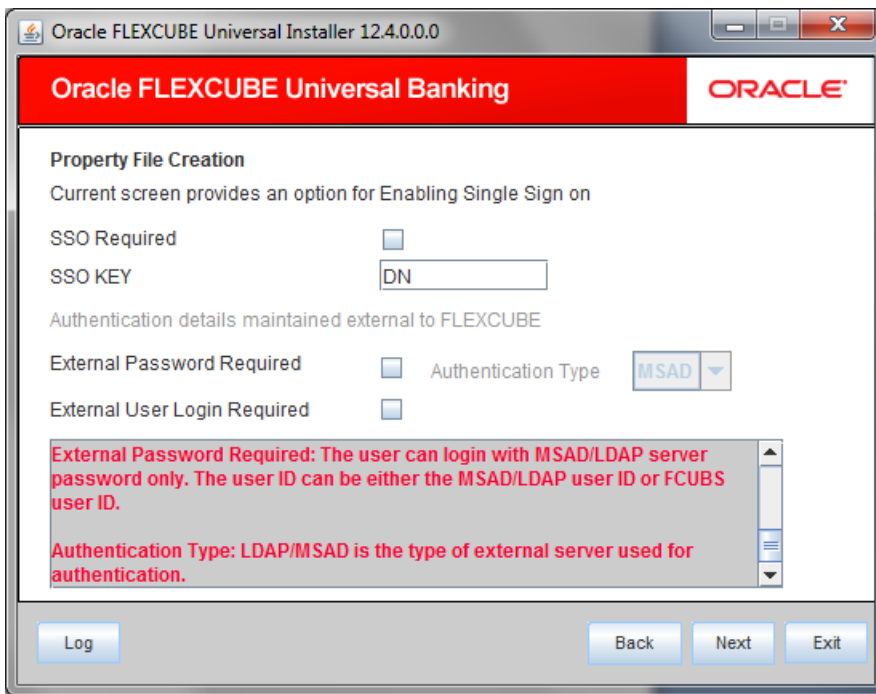 Oracle FLEXCUBE Universal Installer 12.4.0.0.0
Oracle FLEXCUBE Universal Banking
ORACLE®
Property File Creation
Current screen provides an option for Enabling Single Sign on
SSO Required
SSO KEY DN
Authentication details maintained external to FLEXCUBE
External Password Required Authentication Type MSAD
External User Login Required
External Password Required: The user can login with MSAD/LDAP server
password only. The user ID can be either the MSAD/LDAP user ID or FCUBS
user ID.
Authentication Type: LDAP/MSAD is the type of external server used for
authentication.
Log Back Next Exit